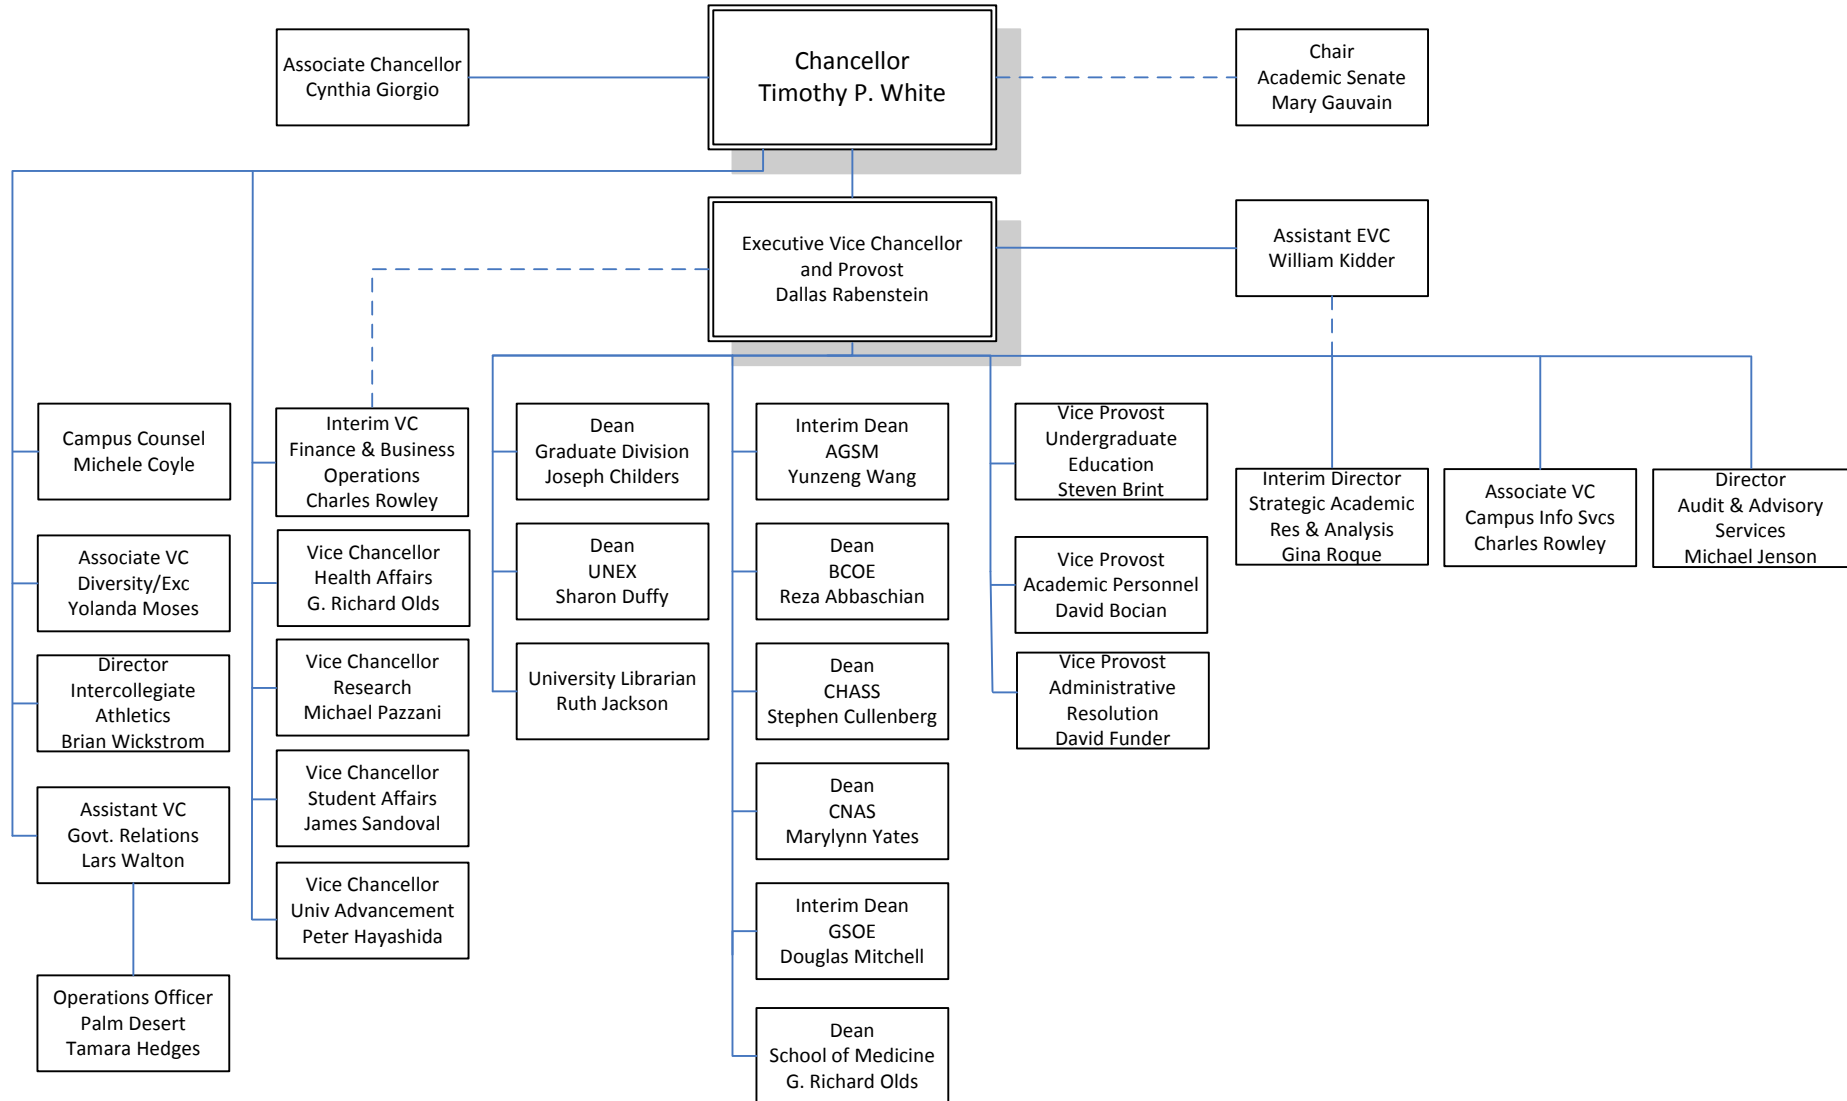 Chancellor
Timothy P. White
Associate Chancellor
Cynthia Giorgio
Chair
Academic Senate
Mary Gauvain
Executive Vice Chancellor
and Provost
Dallas Rabenstein
Assistant EVC
William Kidder
Campus Counsel
Michele Coyle
Associate VC
Diversity/Exc
Yolanda Moses
Director
Intercollegiate
Athletics
Brian Wickstrom
Assistant VC
Govt. Relations
Lars Walton
Operations Officer
Palm Desert
Tamara Hedges
Interim VC
Finance & Business
Operations
Charles Rowley
Vice Chancellor
Health Affairs
G. Richard Olds
Vice Chancellor
Research
Michael Pazzani
Vice Chancellor
Student Affairs
James Sandoval
Vice Chancellor
Univ Advancement
Peter Hayashida
Dean
Graduate Division
Joseph Childers
Dean
UNEX
Sharon Duffy
University Librarian
Ruth Jackson
Interim Dean
AGSM
Yunzeng Wang
Dean
BCOE
Reza Abbaschian
Dean
CHASS
Stephen Cullenberg
Dean
CNAS
Marylynn Yates
Interim Dean
GSOE
Douglas Mitchell
Dean
School of Medicine
G. Richard Olds
Vice Provost
Undergraduate
Education
Steven Brint
Vice Provost
Academic Personnel
David Bocian
Vice Provost
Administrative
Resolution
David Funder
Interim Director
Strategic Academic
Res & Analysis
Gina Roque
Associate VC
Campus Info Svcs
Charles Rowley
Director
Audit & Advisory
Services
Michael Jenson